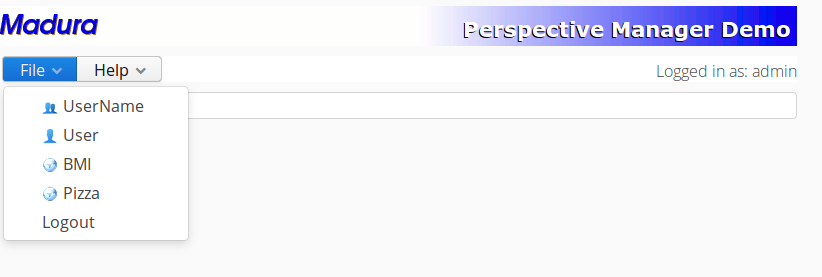 Madura
Perspective Manager Demo
File Help
Logged in as: admin
UserName
User
BMI
Pizza
Logout